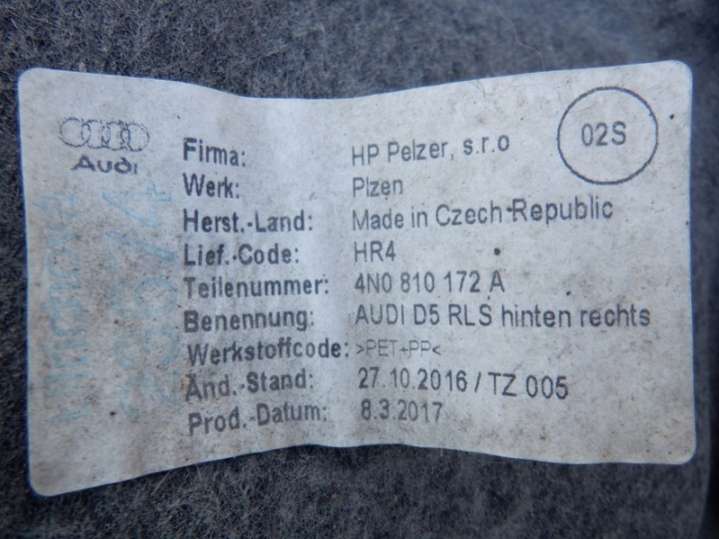 Audi
02S
Firma: HP Pelzer, s.r.o
Werk: Plzen
Herst.-Land: Made in Czech Republic
Lief.-Code: HR4
Teilenummer: 4N0 810 172 A
Benennung: AUDI D5 RLS hinten rechts
Werkstoffcode: >PET+PP<
Änd.-Stand: 27.10.2016 / TZ 005
Prod.-Datum: 8.3.2017